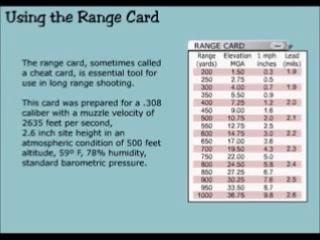 Using the Range Card
The range card, sometimes called
a cheat card, is essential tool for
use in long range shooting.
This card was prepared for a .308
caliber with a muzzle velocity of
2635 feet per second,
2.6 inch site height in an
atmospheric condition of 500 feet
altitude, 59º F, 78% humidity,
standard barometric pressure.
RANGE CARD
Range Elevation 1 mph Lead
(yards) MOA inches (mils)
200 1.50 0.3 1.9
250 2.75 0.5
300 4.00 0.7 1.9
350 5.50 0.9
400 7.25 1.2 2.0
450 9.00 1.6
500 10.75 2.0 2.1
550 12.75 2.5
600 14.75 3.0 2.2
650 17.00 3.6
700 19.50 4.3 2.3
750 22.00 5.0
800 24.50 5.8 2.4
850 27.25 6.7
900 30.25 7.6 2.5
950 33.50 8.7
1000 36.75 9.8 2.6